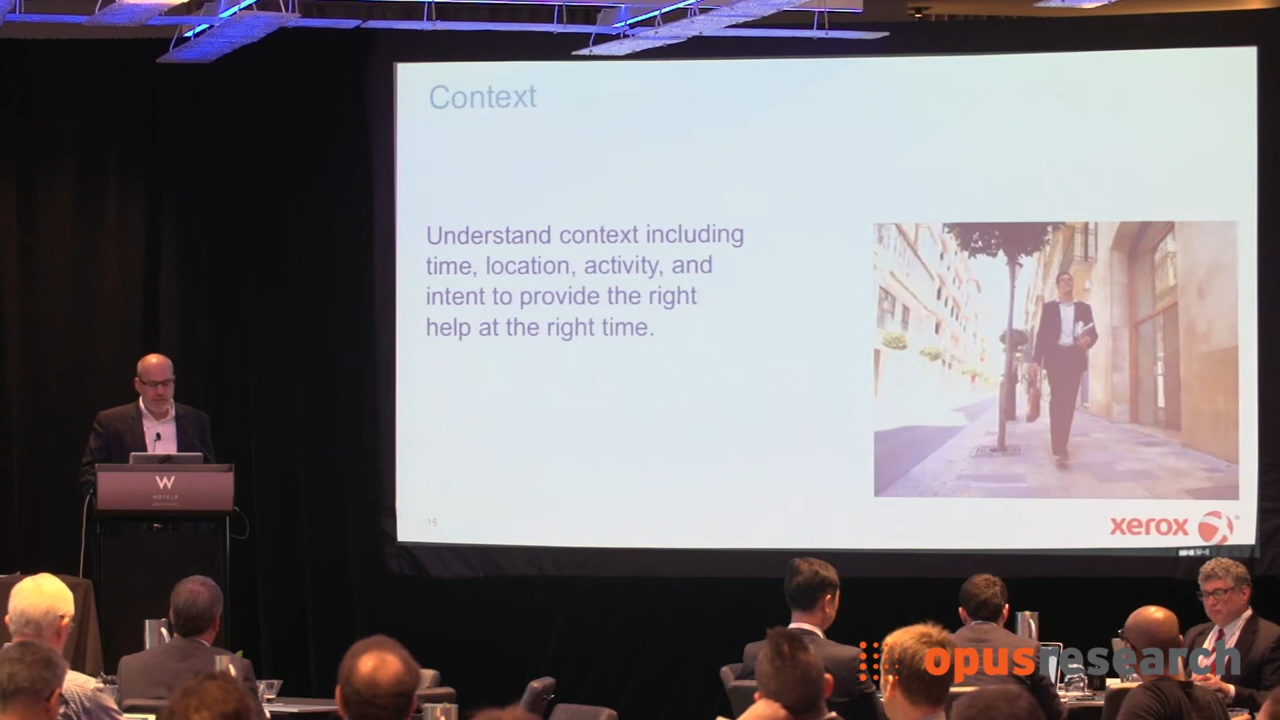 Context
Understand context including
time, location, activity, and
intent to provide the right
help at the right time.
16
xerox
W
HOTELS
opusresearch